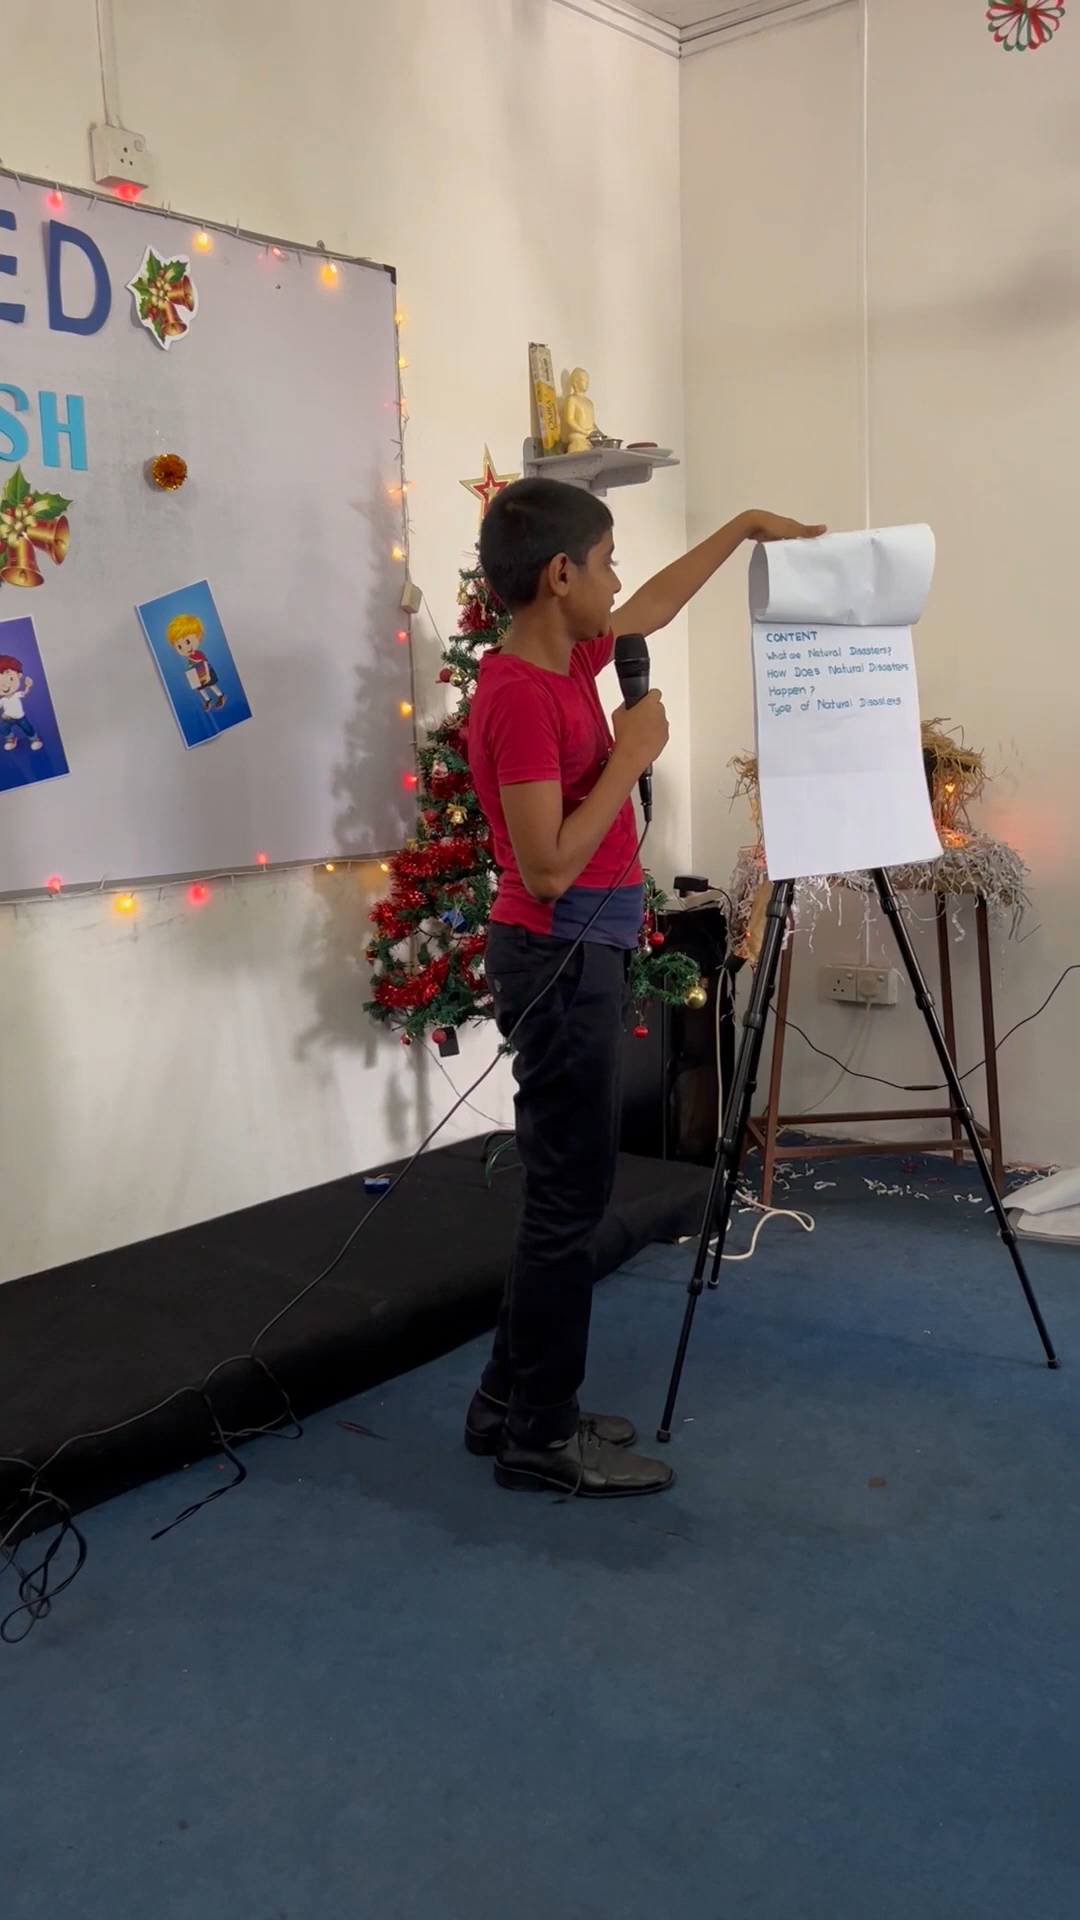 ED
SH
CONTENT
What are Natural Disasters?
How Does Natural Disasters
Happen ?
Type of Natural Disasters